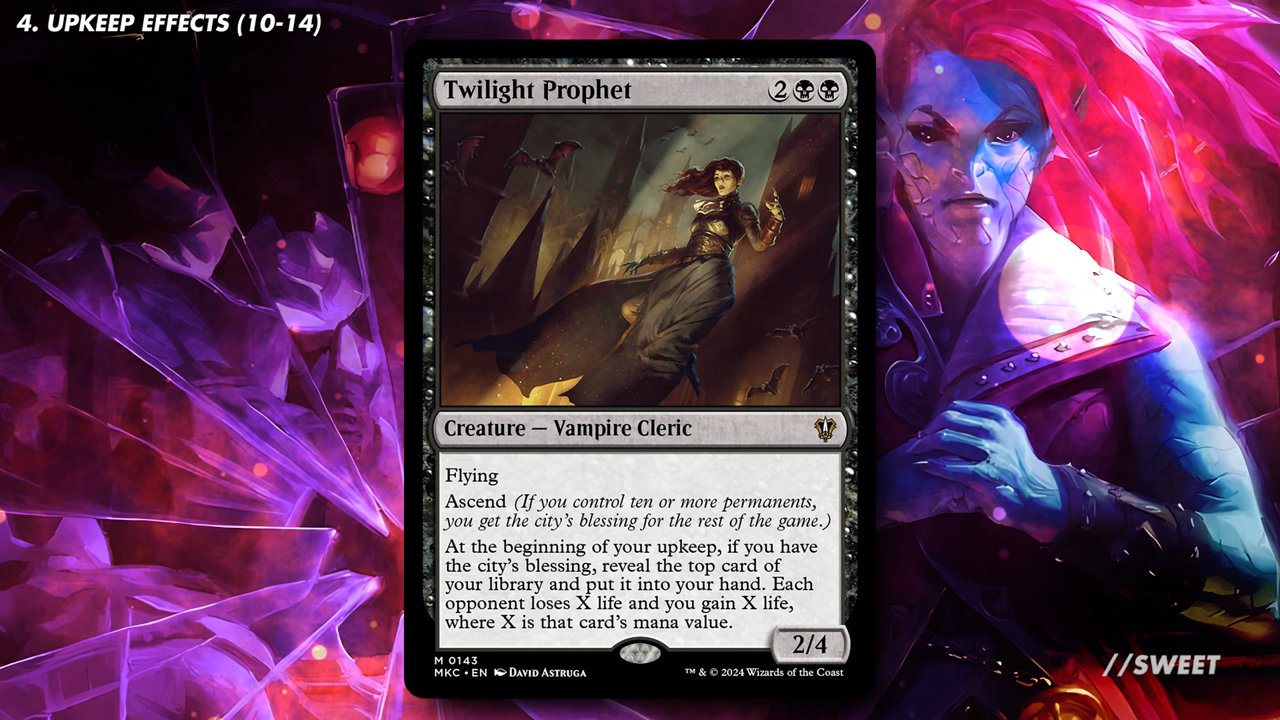 4. UPKEEP EFFECTS (10-14)
Twilight Prophet 2
Creature — Vampire Cleric
Flying
Ascend (If you control ten or more permanents,
you get the city's blessing for the rest of the game.)
At the beginning of your upkeep, if you have
the city's blessing, reveal the top card of
your library and put it into your hand. Each
opponent loses X life and you gain X life,
where X is that card's mana value.
2/4
M 0143
MKC • EN DAVID ASTRUGA
™ & © 2024 Wizards of the Coast
//SWEET